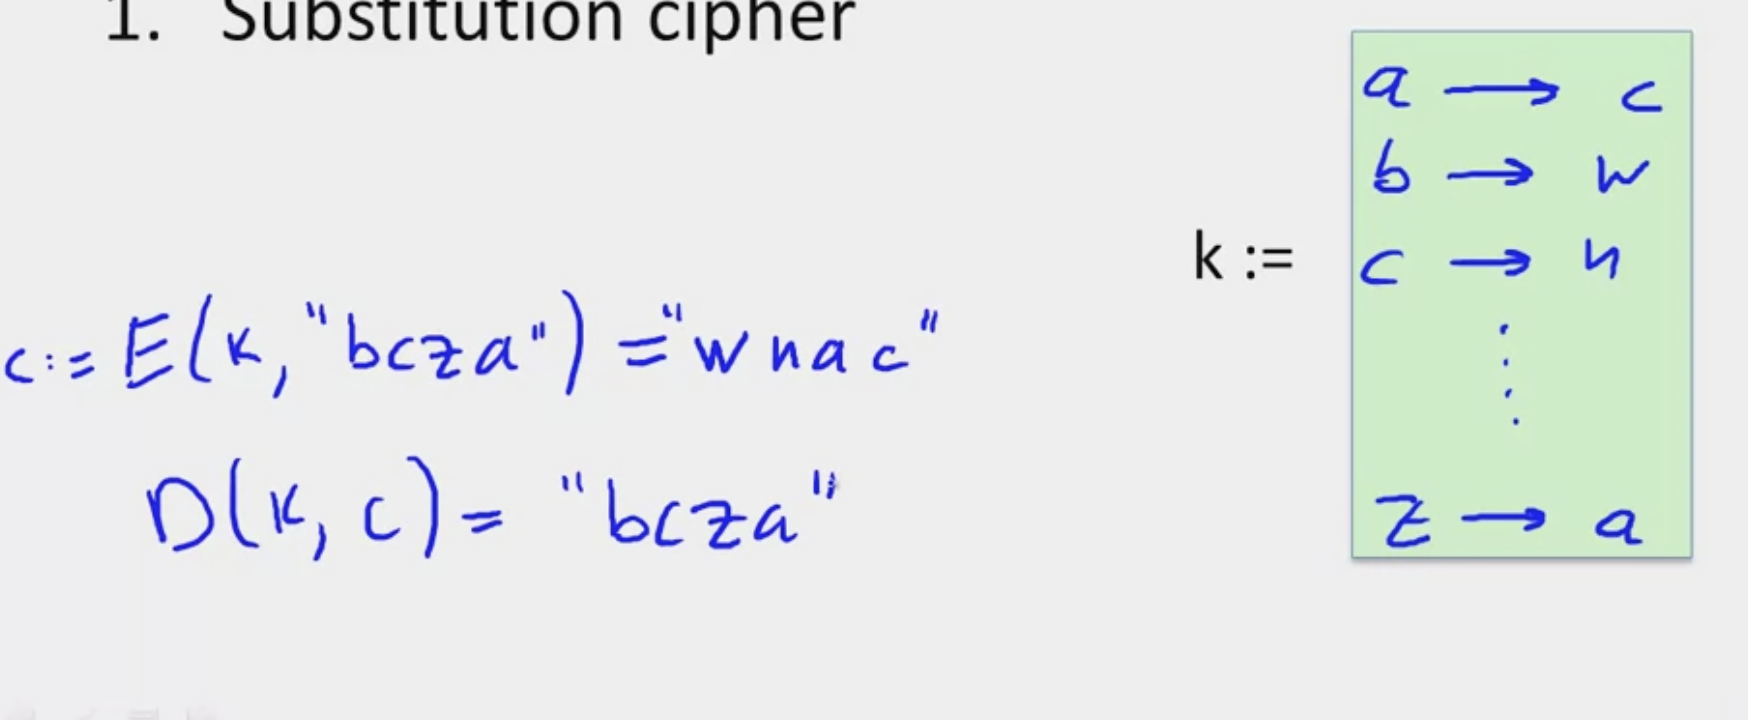 1. Substitution cipher
a → c
b → w
k := c → n
z → a
c := E(k, "bcza") = "wnac"
D(k, c) = "bcza"